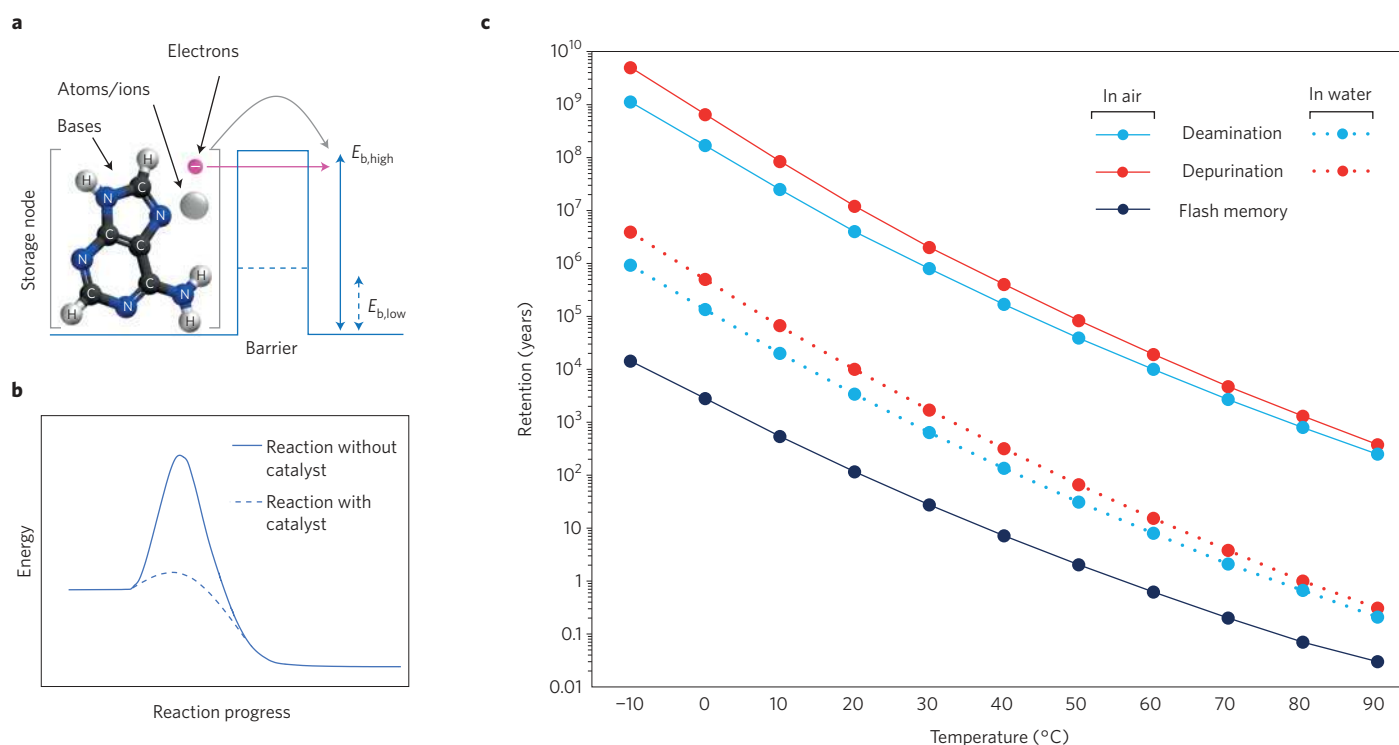 a
Electrons
Atoms/ions
Bases
Storage node
H
H
C
N
C
N
C
C
N
C
N
N
H
H
H
−
E_b,high
E_b,low
Barrier
b
Reaction without
catalyst
Reaction with
catalyst
Energy
Reaction progress
c
In air
In water
Deamination
Depurination
Flash memory
Retention (years)
10^10
10^9
10^8
10^7
10^6
10^5
10^4
10^3
10^2
10
1
0.1
0.01
−10 0 10 20 30 40 50 60 70 80 90
Temperature (°C)